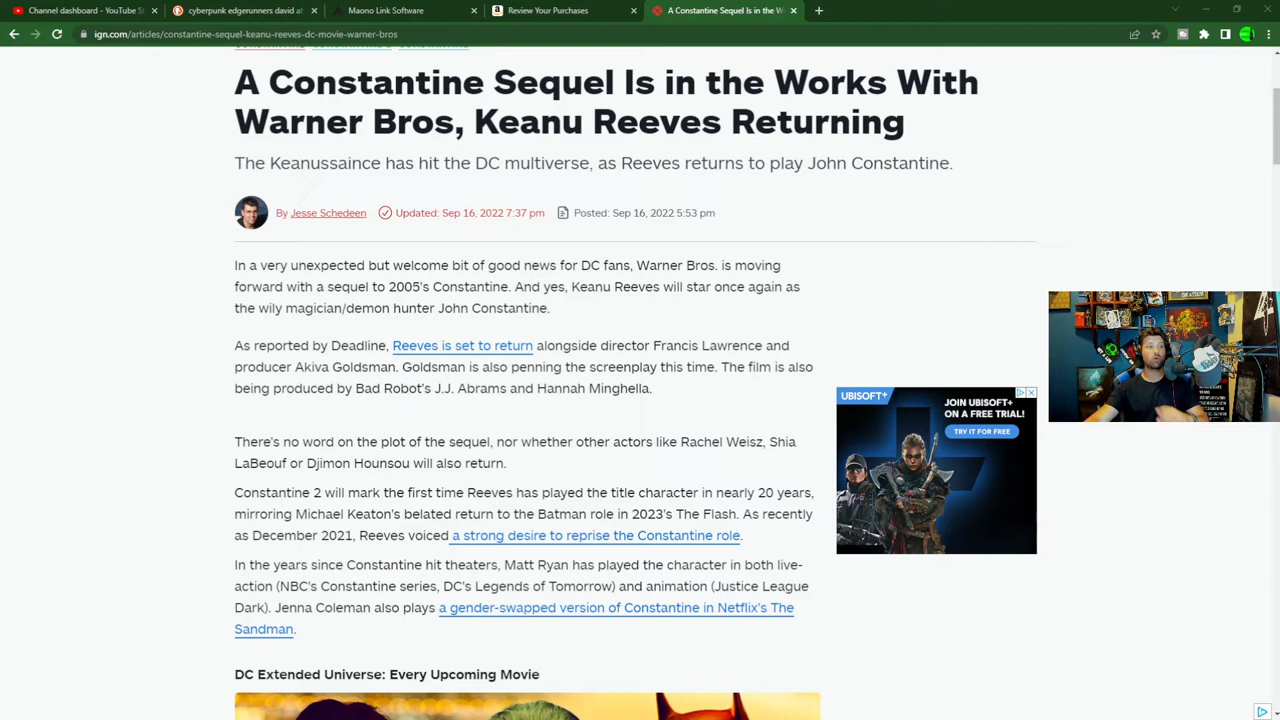 Channel dashboard - YouTube S
cyberpunk edgerunners david at
Maono Link Software
Review Your Purchases
A Constantine Sequel Is in the W
ign.com/articles/constantine-sequel-keanu-reeves-dc-movie-warner-bros
A Constantine Sequel Is in the Works With
Warner Bros, Keanu Reeves Returning
The Keanussaince has hit the DC multiverse, as Reeves returns to play John Constantine.
By Jesse Schedeen Updated: Sep 16, 2022 7:37 pm Posted: Sep 16, 2022 5:53 pm
In a very unexpected but welcome bit of good news for DC fans, Warner Bros. is moving
forward with a sequel to 2005's Constantine. And yes, Keanu Reeves will star once again as
the wily magician/demon hunter John Constantine.
As reported by Deadline, Reeves is set to return alongside director Francis Lawrence and
producer Akiva Goldsman. Goldsman is also penning the screenplay this time. The film is also
being produced by Bad Robot's J.J. Abrams and Hannah Minghella.
There's no word on the plot of the sequel, nor whether other actors like Rachel Weisz, Shia
LaBeouf or Djimon Hounsou will also return.
Constantine 2 will mark the first time Reeves has played the title character in nearly 20 years,
mirroring Michael Keaton's belated return to the Batman role in 2023's The Flash. As recently
as December 2021, Reeves voiced a strong desire to reprise the Constantine role.
In the years since Constantine hit theaters, Matt Ryan has played the character in both live-
action (NBC's Constantine series, DC's Legends of Tomorrow) and animation (Justice League
Dark). Jenna Coleman also plays a gender-swapped version of Constantine in Netflix's The
Sandman.
DC Extended Universe: Every Upcoming Movie
UBISOFT+
JOIN UBISOFT+
ON A FREE TRIAL!
TRY IT FOR FREE